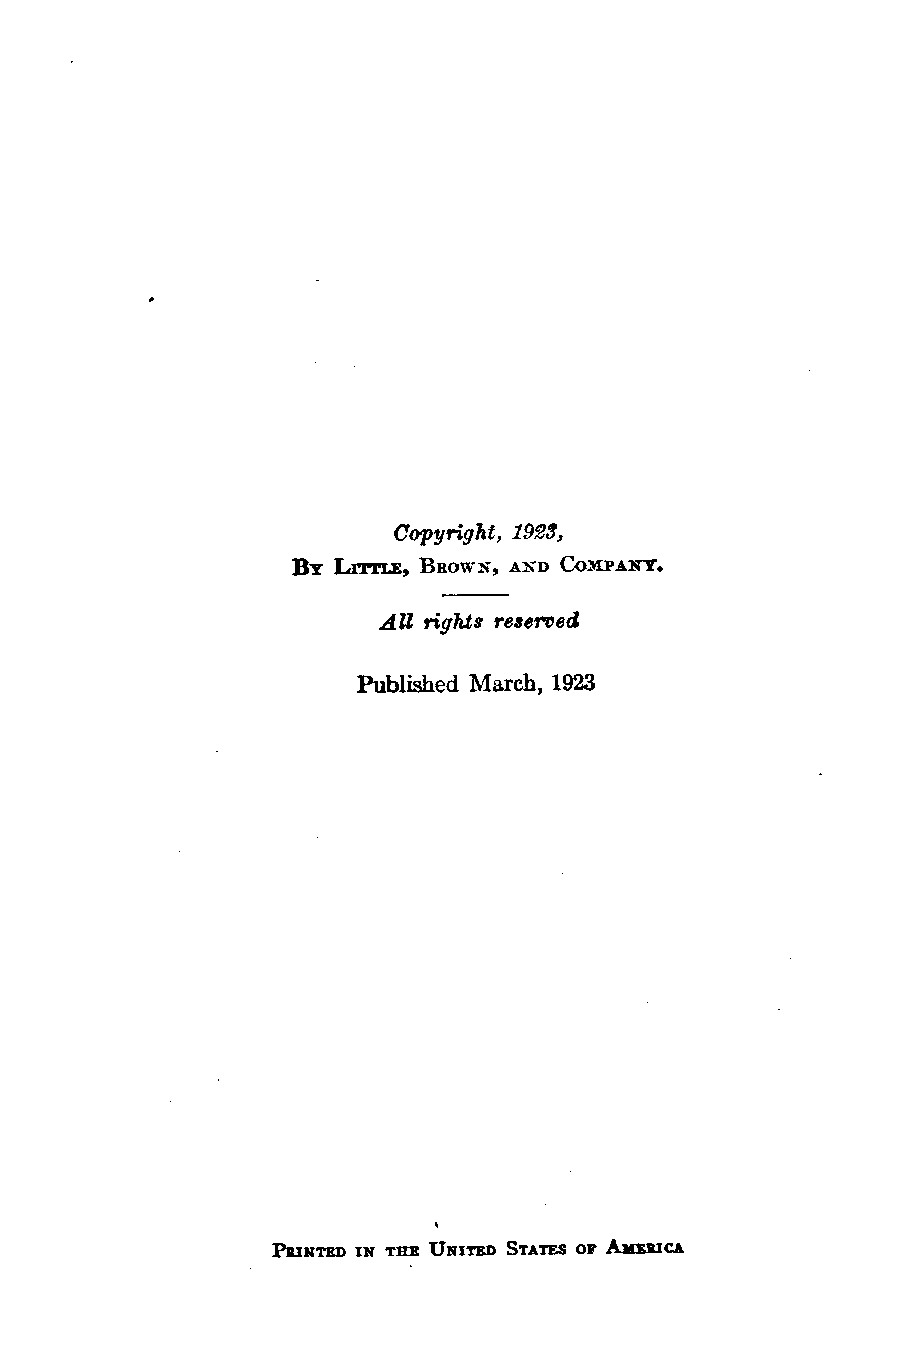 Copyright, 1923,
By Little, Brown, and Company.
All rights reserved
Published March, 1923
Printed in the United States of America